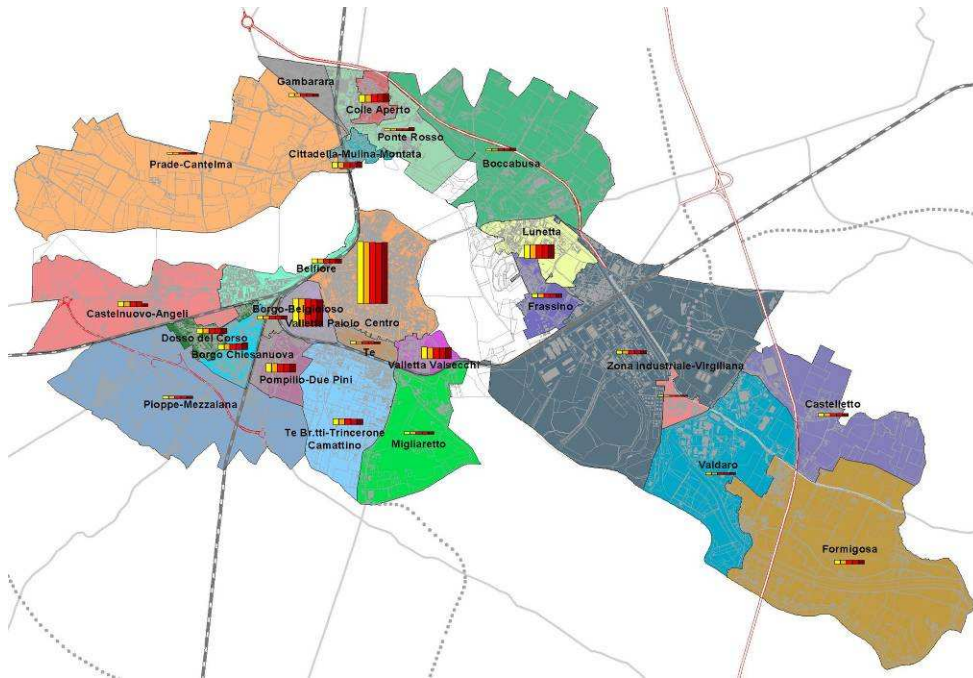 Gambarara
Colle Aperto
Ponte Rosso
Cittadella-Mulina-Montata
Prade-Cantelma
Boccabusa
Lunetta
Belfiore
Frassino
Castelnuovo-Angeli
Borgo-Belgioioso
Valletta Paiolo
Centro
Dosso del Corso
Borgo Chiesanuova
Te
Valletta Valsecchi
Zona Industriale-Virgiliana
Pompilio-Due Pini
Pioppe-Mezzalana
Castelletto
Te Br.tti-Trincerone
Camattino
Migliaretto
Valdaro
Formigosa